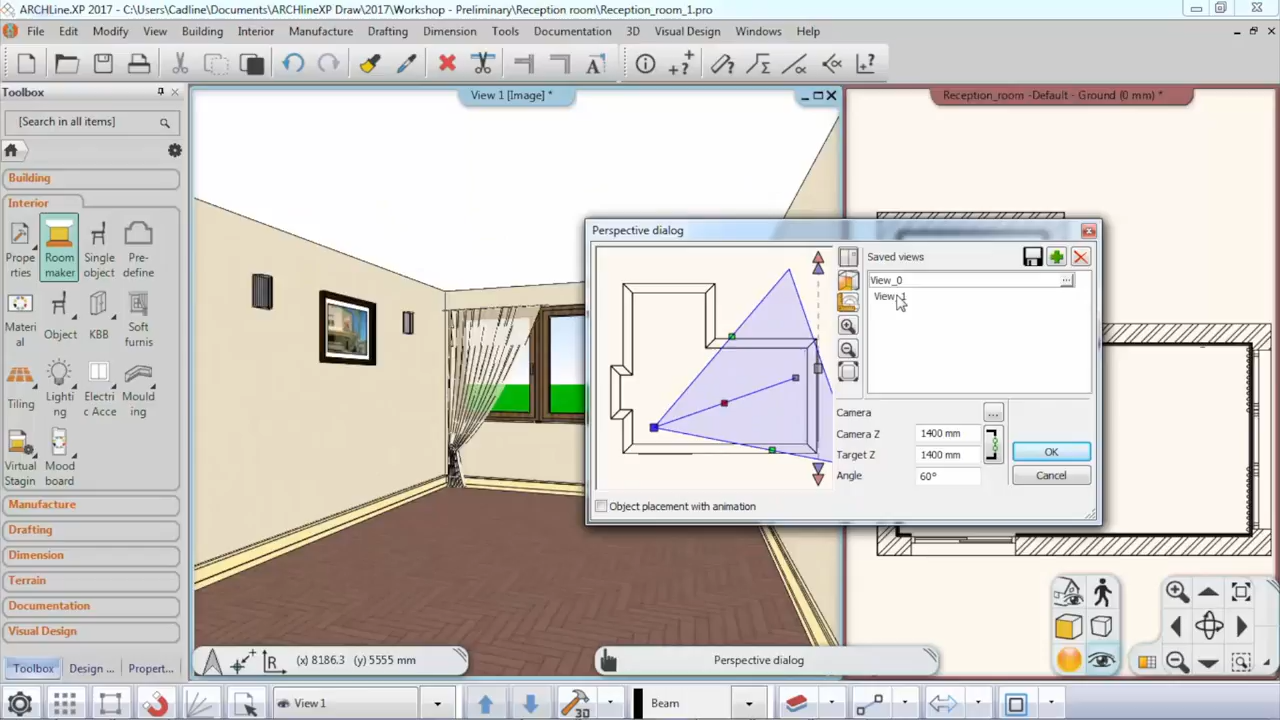 ARCHLine.XP 2017 - C:\Users\Cadline\Documents\ARCHlineXP Draw\2017\Workshop - Preliminary\Reception room\Reception_room_1.pro
File Edit Modify View Building Interior Manufacture Drafting Dimension Tools Documentation 3D Visual Design Windows Help
Toolbox
View 1 [Image] *
Reception_room -Default - Ground (0 mm) *
[Search in all items]
Building
Interior
Prope rties
Room maker
Single object
Pre- define
Materi al
Object
KBB
Soft furnis
Tiling
Lighti ng
Electri c Acce
Mould ing
Virtual Stagin
Mood board
Manufacture
Drafting
Dimension
Terrain
Documentation
Visual Design
Toolbox Design ... Propert...
Perspective dialog
Saved views
View_0 ...
View_1
Camera ...
Camera Z 1400 mm
Target Z 1400 mm
Angle 60°
OK
Cancel
Object placement with animation
R (x) 8186.3 (y) 5555 mm
Perspective dialog
View 1
3D
Beam